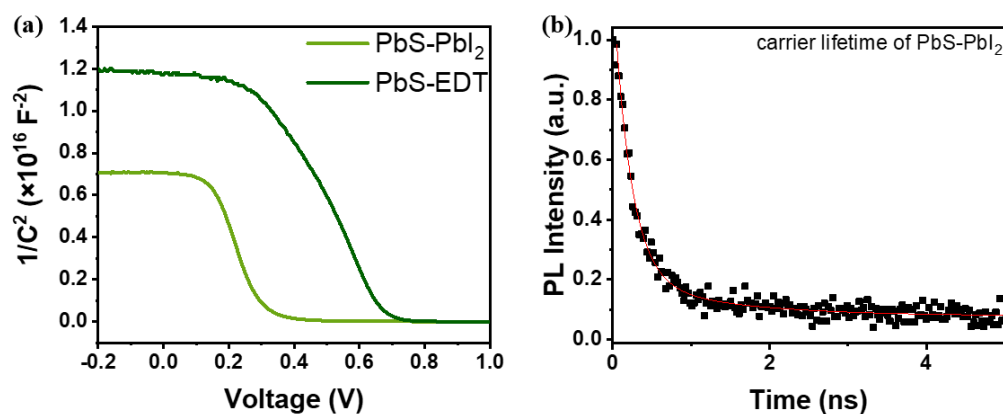 (a)
PbS-PbI₂
PbS-EDT
1/C² (×10¹⁶ F⁻²)
1.4
1.2
1.0
0.8
0.6
0.4
0.2
0.0
-0.2 0.0 0.2 0.4 0.6 0.8 1.0
Voltage (V)
(b)
carrier lifetime of PbS-PbI₂
PL Intensity (a.u.)
1.0
0.8
0.6
0.4
0.2
0.0
0 2 4
Time (ns)